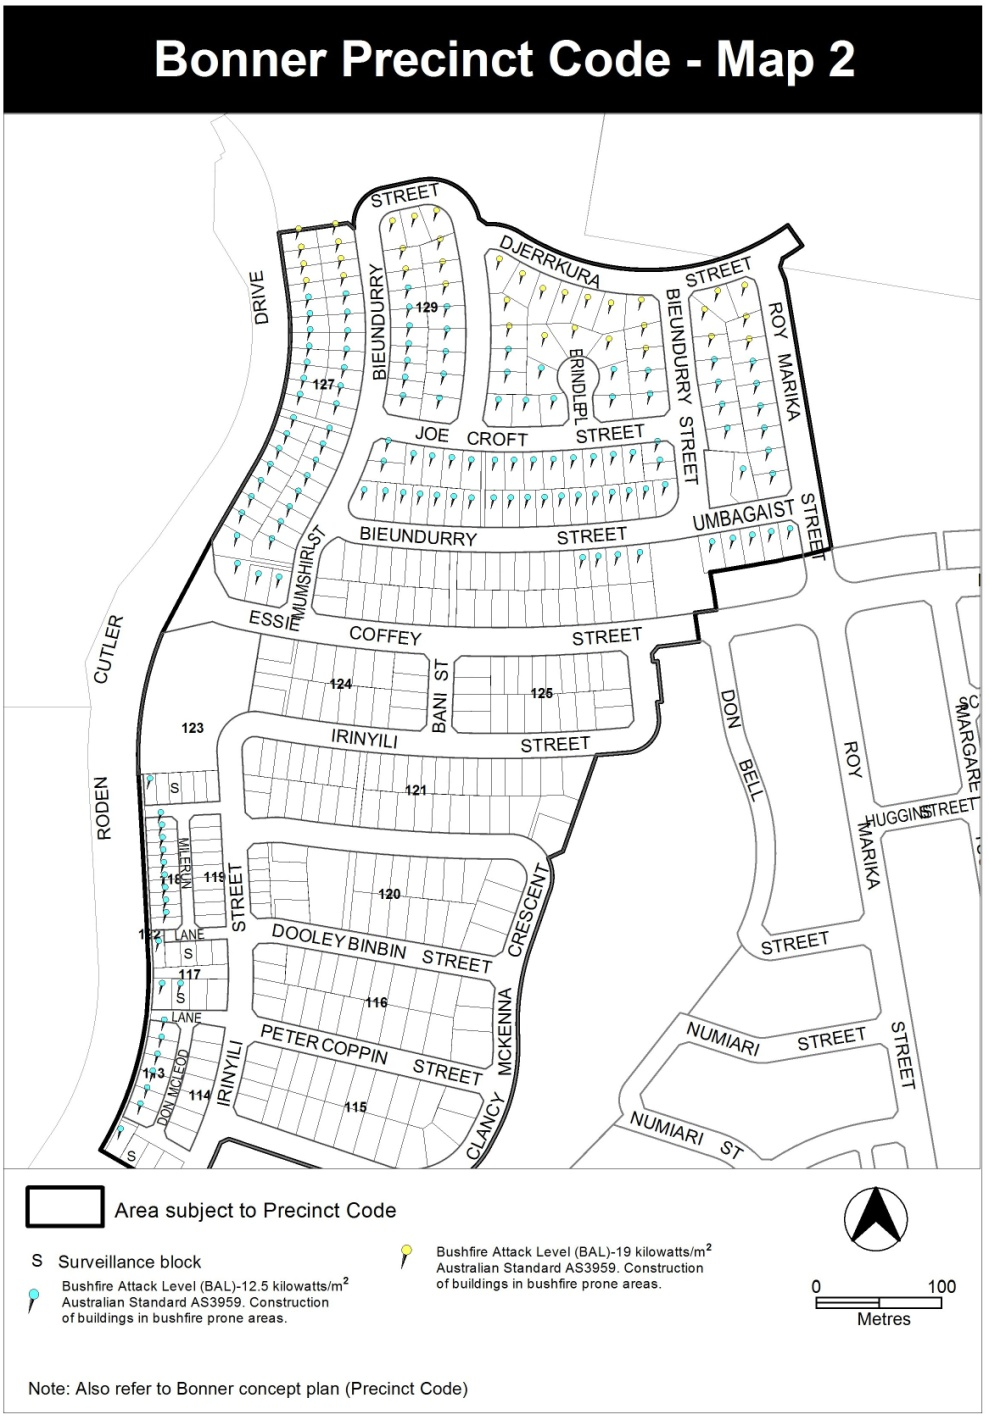 Bonner Precinct Code - Map 2
STREET
DJERRKURA
STREET
DRIVE
BIEUNDURRY
129
BIEUNDURRY STREET
ROY MARIKA
STREET
BRINDLE PL
127
JOE CROFT STREET
UMBAGAI ST
BIEUNDURRY STREET
MUMSHIRL ST
ESSIE COFFEY STREET
CUTLER
124
BANI ST
125
123
IRINYILI STREET
DON BELL
ROY MARIKA
MARGARE
RODEN
S
121
HUGGINS STREET
118
MILERUN
119
STREET
120
CRESCENT
122
LANE
DOOLEY BINBIN STREET
STREET
S
117
S
116
LANE
MCKENNA
PETER COPPIN STREET
NUMIARI STREET
STREET
113
DON MCLEOD
114
IRINYILI
115
CLANCY
NUMIARI ST
S
Area subject to Precinct Code
S Surveillance block
Bushfire Attack Level (BAL)-12.5 kilowatts/m2
Australian Standard AS3959. Construction
of buildings in bushfire prone areas.
Bushfire Attack Level (BAL)-19 kilowatts/m2
Australian Standard AS3959. Construction
of buildings in bushfire prone areas.
0 100
Metres
Note: Also refer to Bonner concept plan (Precinct Code)